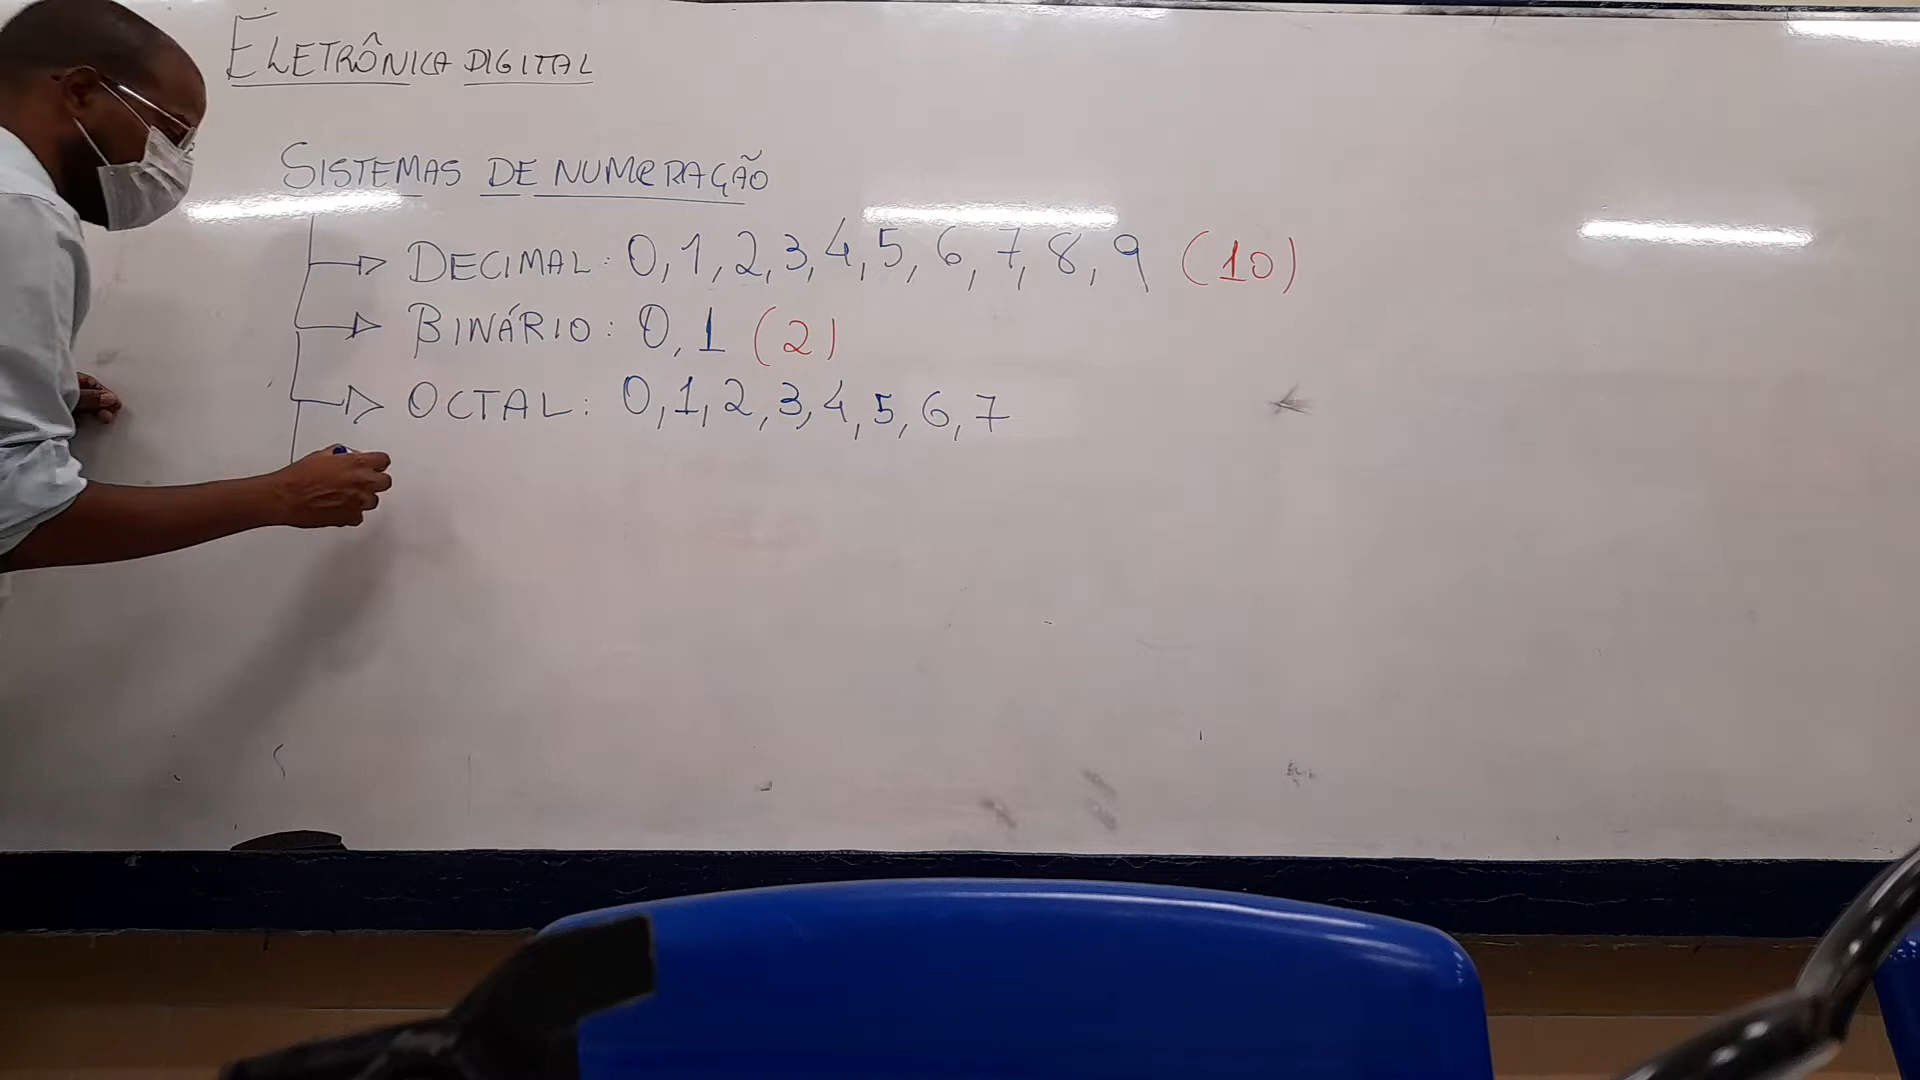 ELETRÔNICA DIGITAL
SISTEMAS DE NUMERAÇÃO
DECIMAL: 0, 1, 2, 3, 4, 5, 6, 7, 8, 9 (10)
BINÁRIO: 0, 1 (2)
OCTAL: 0, 1, 2, 3, 4, 5, 6, 7